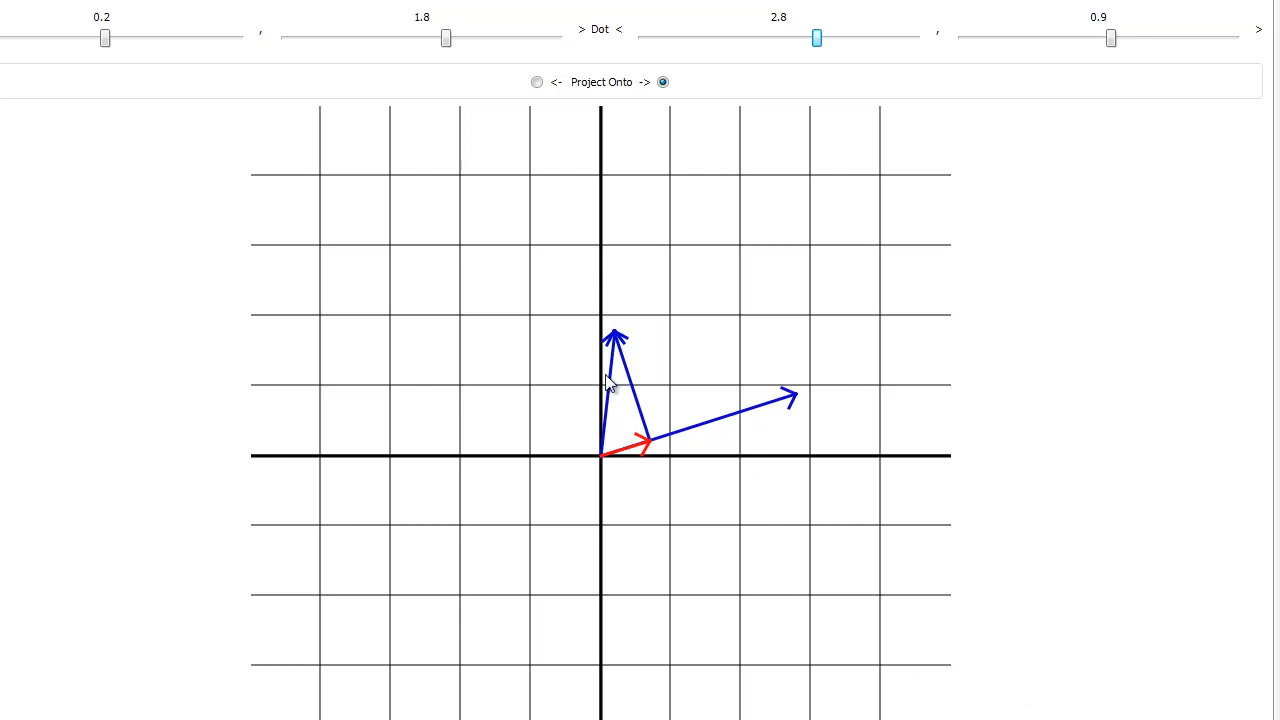 0.2 1.8 2.8 0.9
, > Dot < , >
<- Project Onto ->